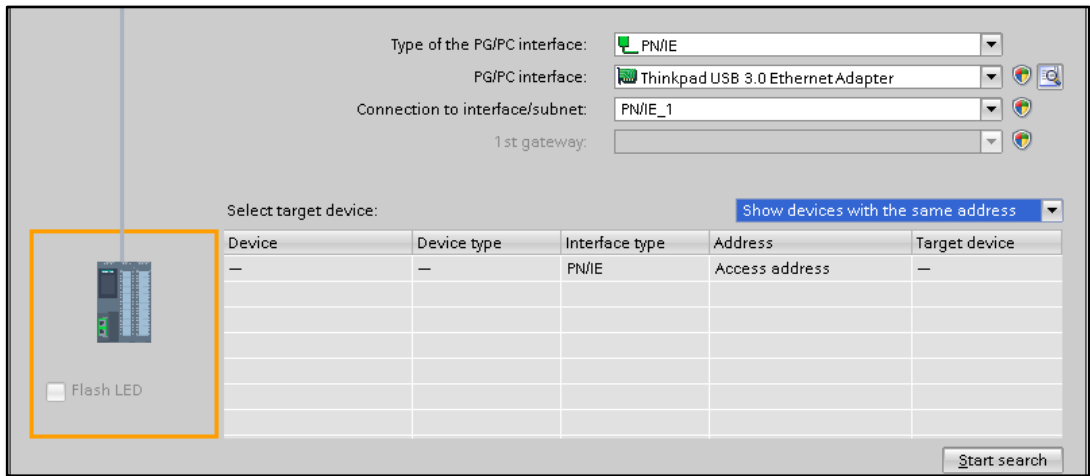 Type of the PG/PC interface: PN/IE
PG/PC interface: Thinkpad USB 3.0 Ethernet Adapter
Connection to interface/subnet: PN/IE_1
1st gateway:
Select target device: Show devices with the same address
Device Device type Interface type Address Target device
— — PN/IE Access address —
Flash LED
Start search